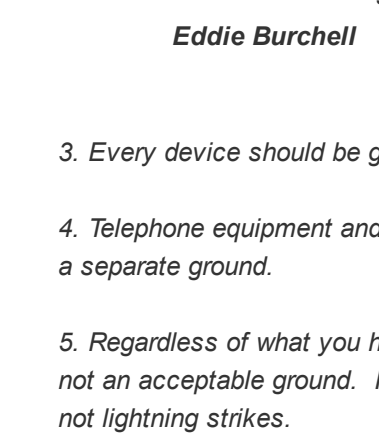 Eddie Burchell
3. Every device should be
4. Telephone equipment and
a separate ground.
5. Regardless of what you
not an acceptable ground.
not lightning strikes.